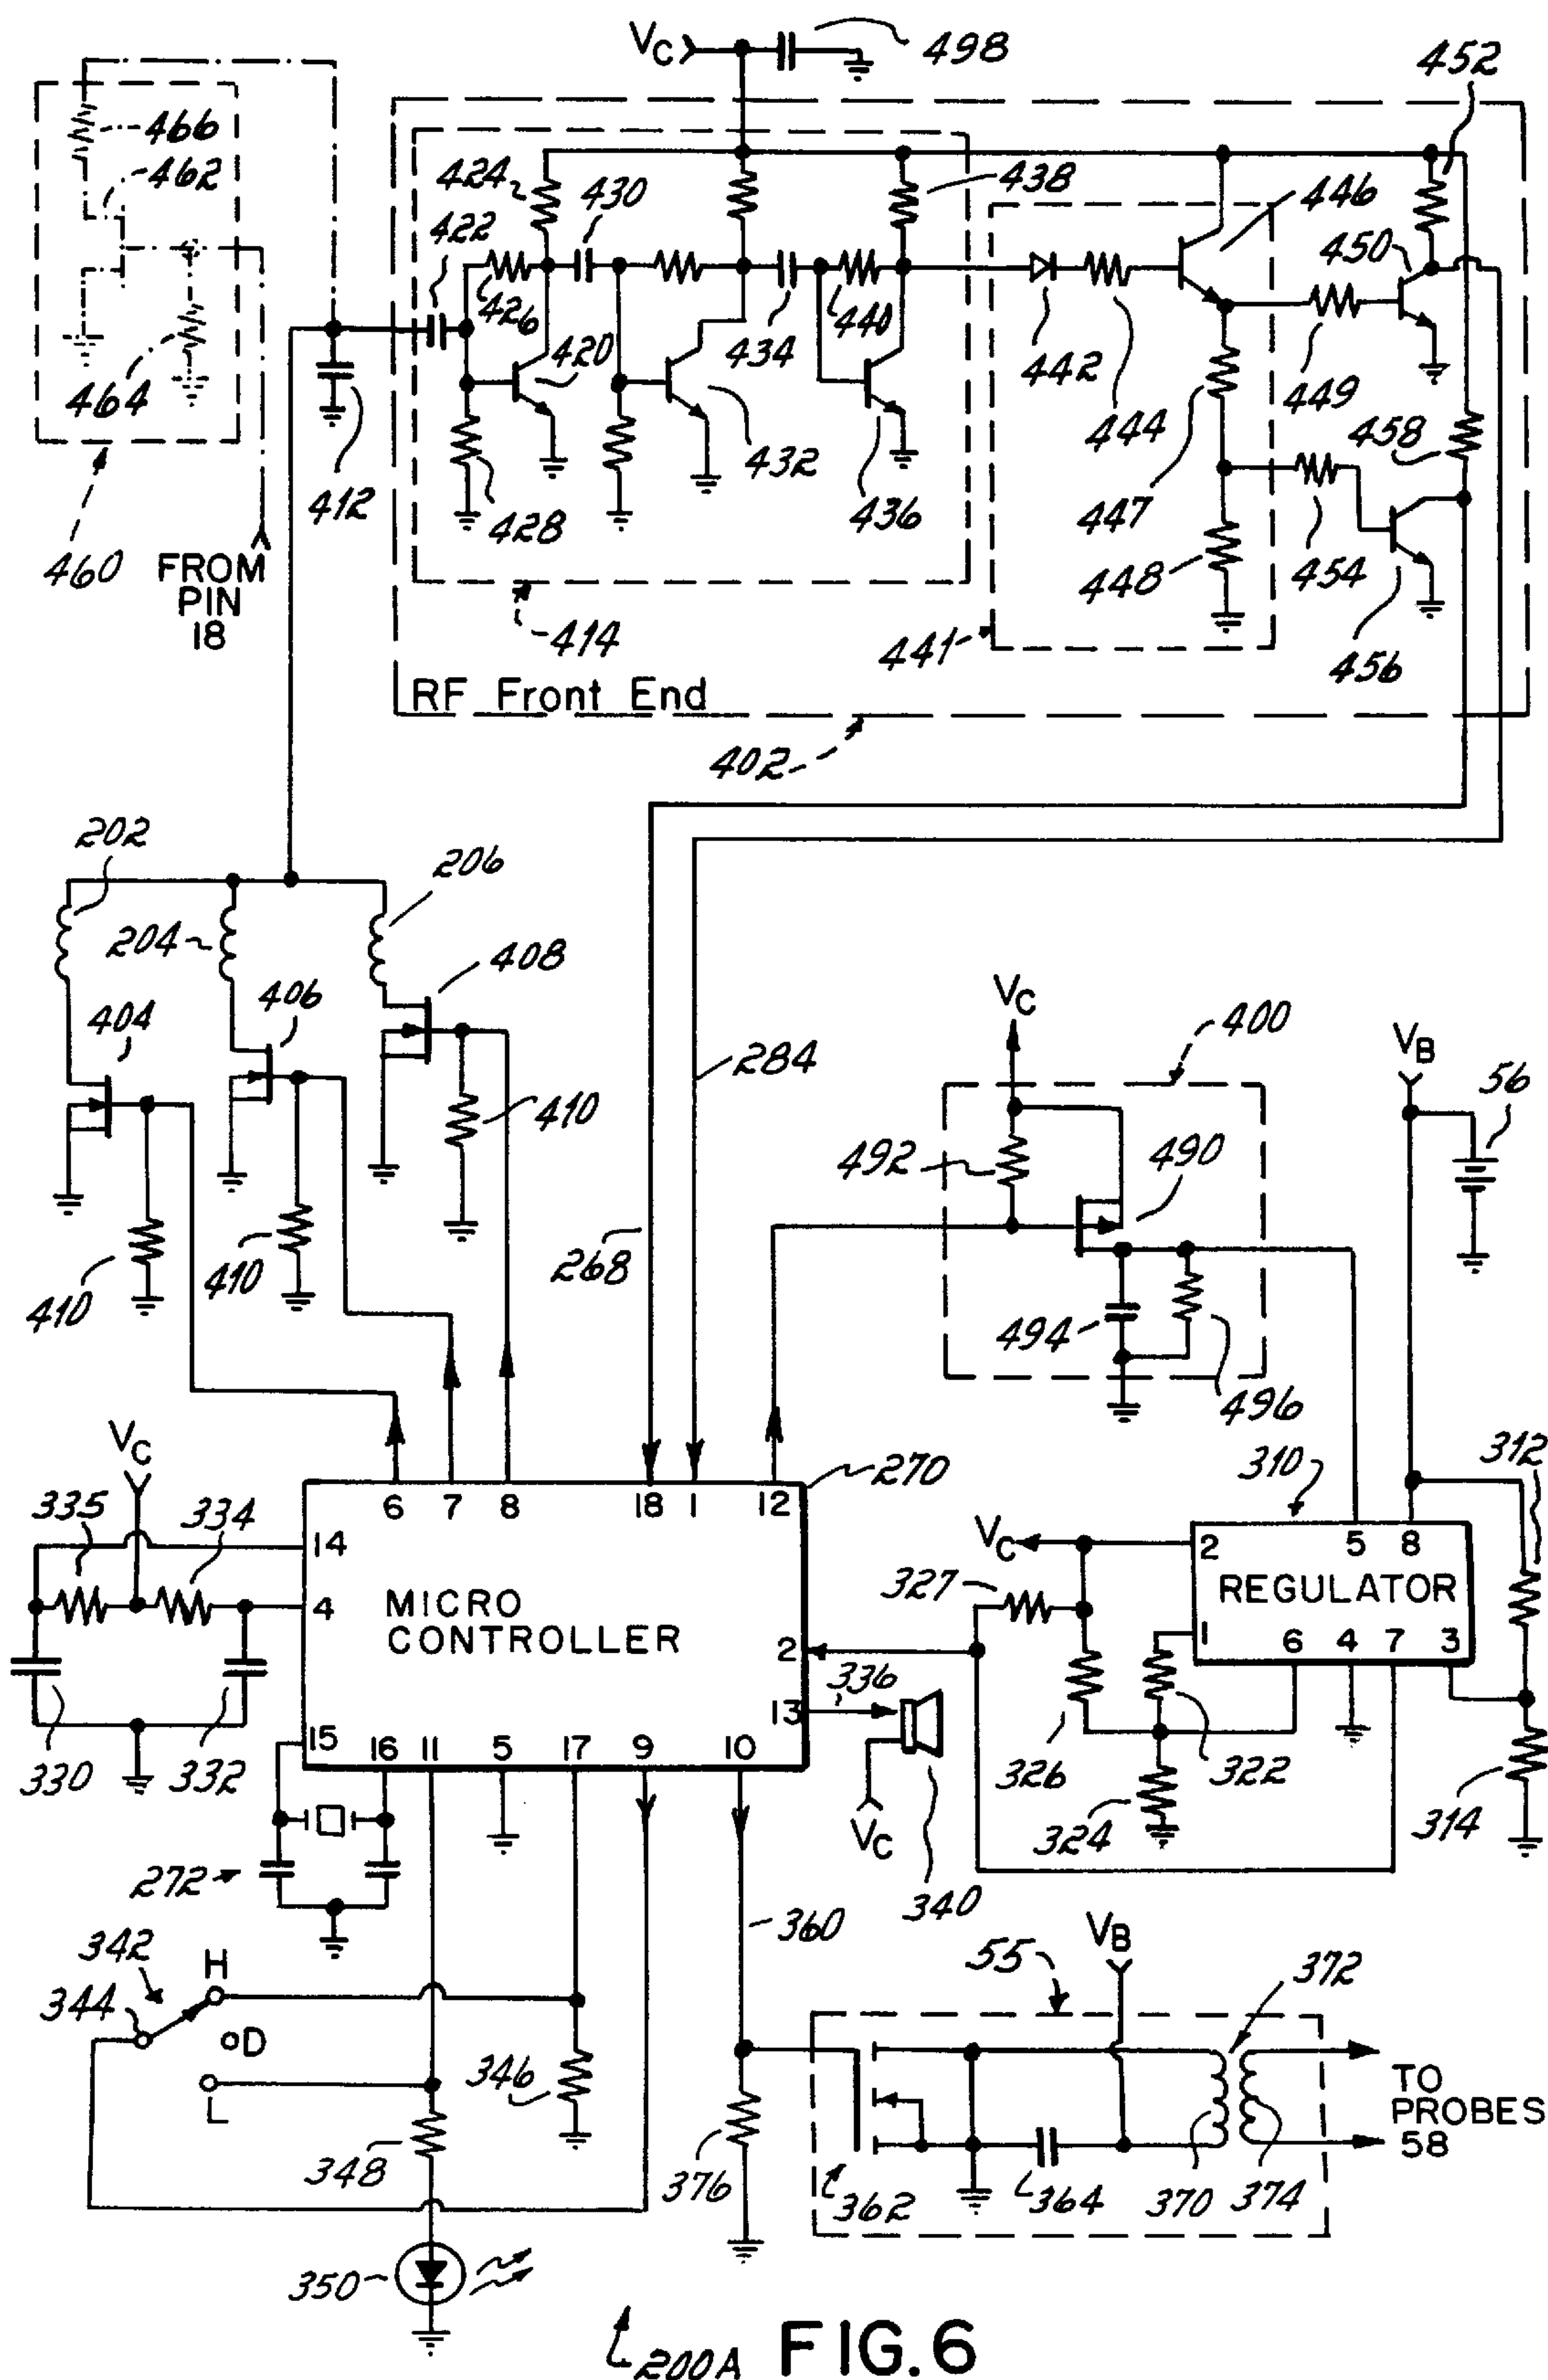 VC 498
452
466
462
424 430 438
422 446
426 450
420 434 440 442
464 432 444 449
412 428 436 447 458
460 FROM
PIN
18
448 454
414 441 456
RF Front End
402
202 206
204 408
406 VC 400
404 284 VB 56
410 492 490
268
410 410 494 496
VC 270 310 312
335 334 6 7 8 18 1 12
14 VC 2 5 8
4 MICRO
CONTROLLER 327 REGULATOR
2 1 6 4 7 3
336
13
330 332 15 16 11 5 17 9 10 326 322
324 314
VC
272 340
342 H 360 VB
344 55 372
D
346 TO
PROBES
58
L
348 376 362 364 370 374
350
200A FIG.6